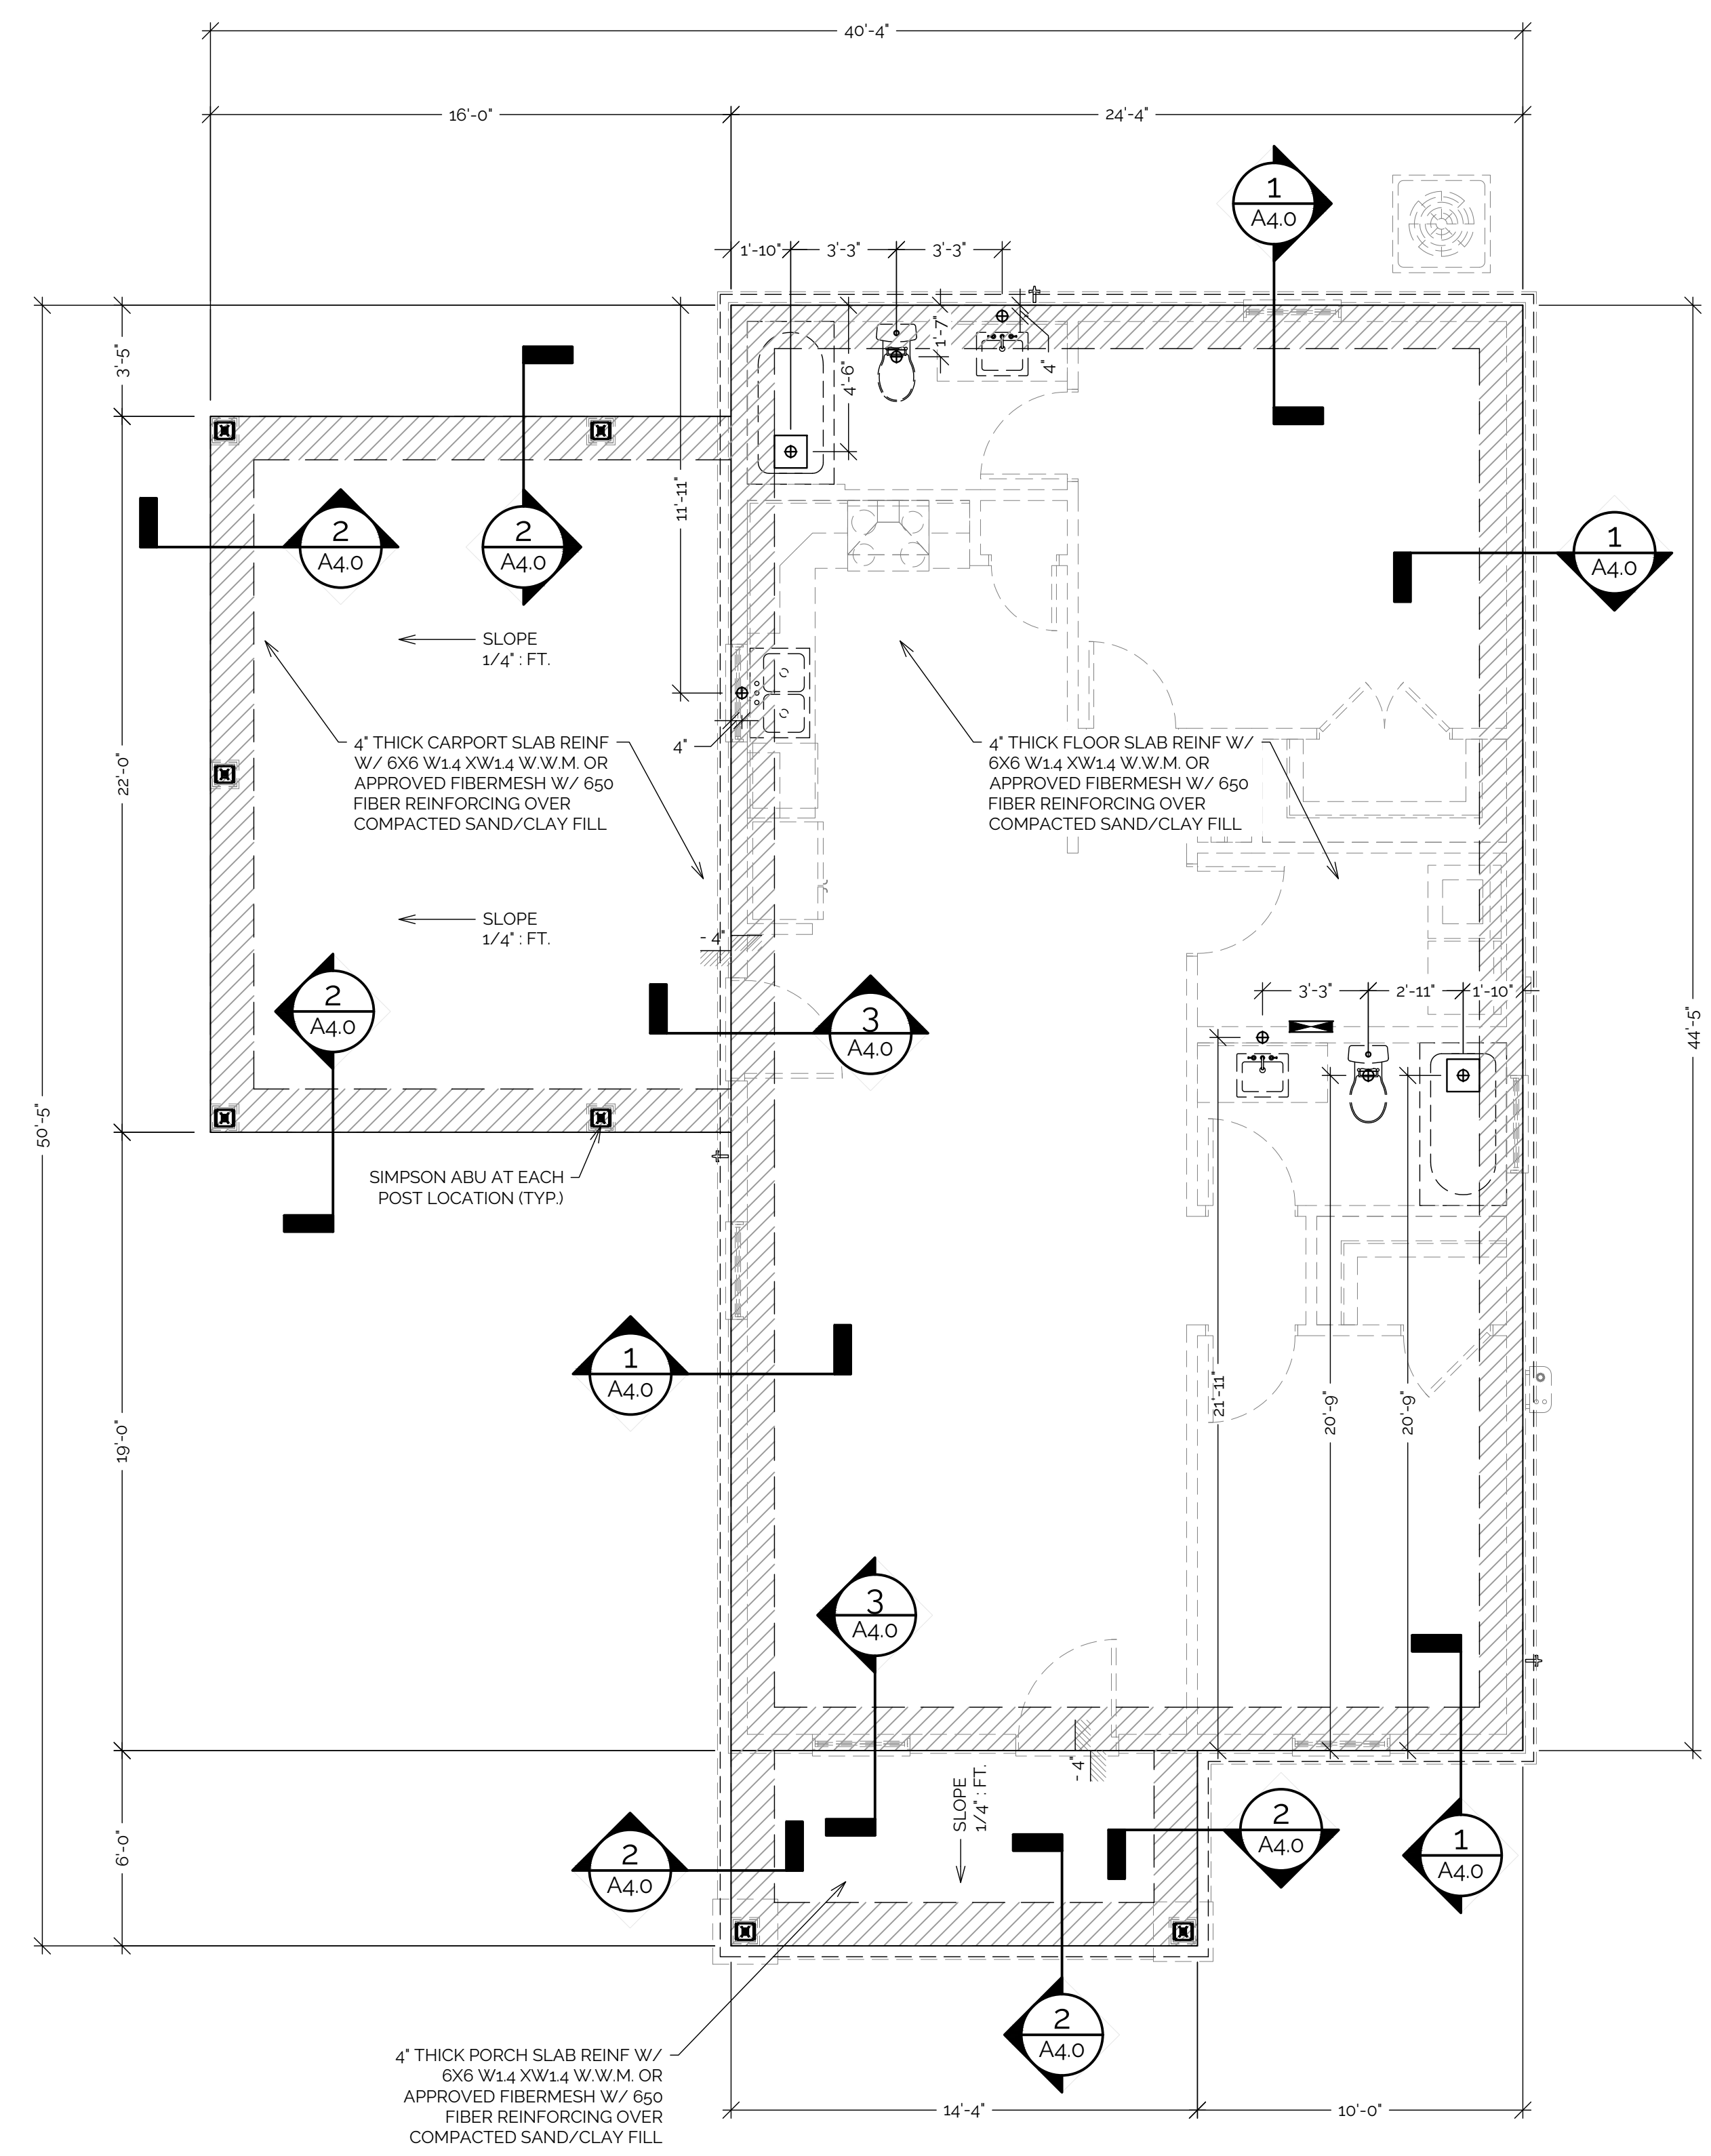 40'-4"
16'-0"
24'-4"
1
A4.0
1'-10"
3'-3"
3'-3"
3'-5"
1'-7"
4'-6"
4"
11'-11"
2
A4.0
2
A4.0
1
A4.0
SLOPE
1/4" : FT.
4" THICK CARPORT SLAB REINF
W/ 6X6 W1.4 XW1.4 W.W.M. OR
APPROVED FIBERMESH W/ 650
FIBER REINFORCING OVER
COMPACTED SAND/CLAY FILL
4"
4" THICK FLOOR SLAB REINF W/
6X6 W1.4 XW1.4 W.W.M. OR
APPROVED FIBERMESH W/ 650
FIBER REINFORCING OVER
COMPACTED SAND/CLAY FILL
22'-0"
SLOPE
1/4" : FT.
- 4"
2
A4.0
3
A4.0
3'-3"
2'-11"
1'-10"
44'-5"
50'-5"
SIMPSON ABU AT EACH
POST LOCATION (TYP.)
1
A4.0
21'-11"
20'-9"
20'-9"
19'-0"
3
A4.0
- 4"
SLOPE
1/4" : FT.
6'-0"
2
A4.0
2
A4.0
1
A4.0
2
A4.0
4" THICK PORCH SLAB REINF W/
6X6 W1.4 XW1.4 W.W.M. OR
APPROVED FIBERMESH W/ 650
FIBER REINFORCING OVER
COMPACTED SAND/CLAY FILL
14'-4"
10'-0"